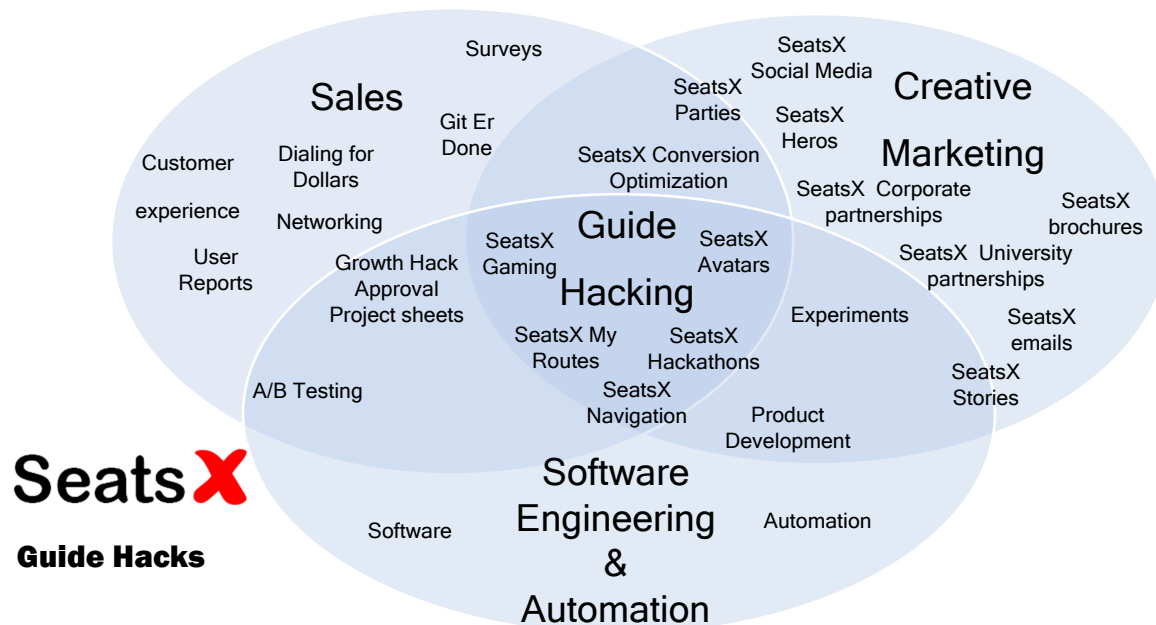 Surveys
Sales
Git Er
Done
Customer
experience
Dialing for
Dollars
Networking
User
Reports
SeatsX
Parties
SeatsX Conversion
Optimization
SeatsX
Social Media
Creative
Marketing
SeatsX
Heros
SeatsX Corporate
partnerships
SeatsX
brochures
SeatsX University
partnerships
SeatsX
emails
SeatsX
Stories
Growth Hack
Approval
Project sheets
A/B Testing
Guide
Hacking
SeatsX
Gaming
SeatsX
Avatars
SeatsX My
Routes
SeatsX
Hackathons
SeatsX
Navigation
Experiments
Product
Development
Software
Engineering
&
Automation
Software
Automation
SeatsX
Guide Hacks